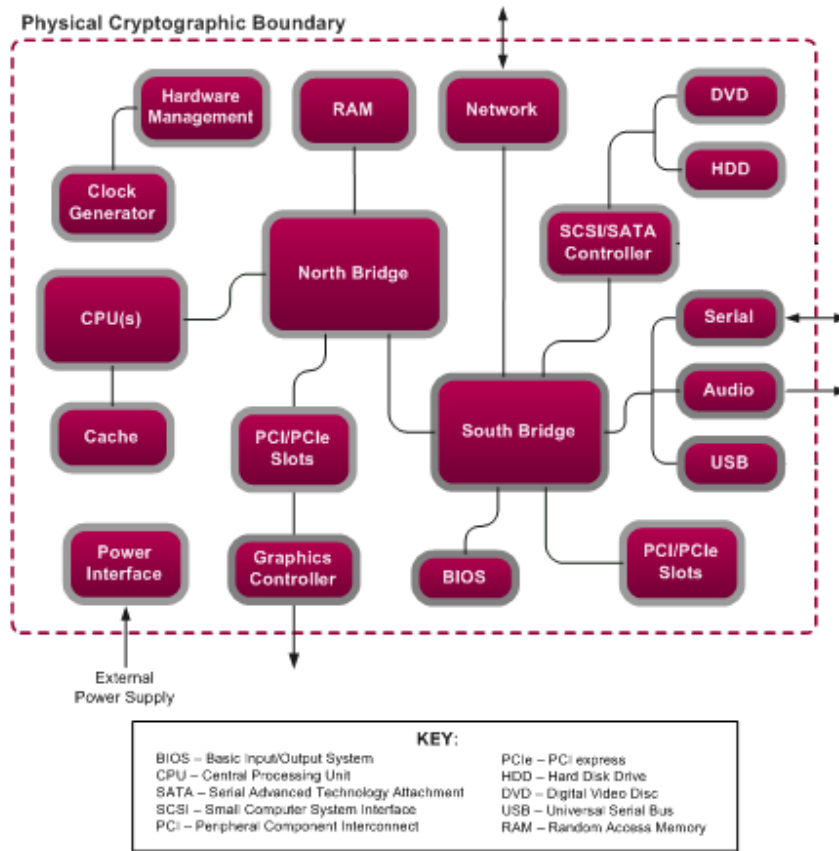 Physical Cryptographic Boundary
Hardware
Management
RAM
Network
DVD
HDD
Clock
Generator
SCSI/SATA
Controller
North Bridge
CPU(s)
Serial
Cache
PCI/PCIe
Slots
South Bridge
Audio
USB
Power
Interface
Graphics
Controller
BIOS
PCI/PCIe
Slots
External
Power Supply
KEY:
BIOS – Basic Input/Output System
CPU – Central Processing Unit
SATA – Serial Advanced Technology Attachment
SCSI – Small Computer System Interface
PCI – Peripheral Component Interconnect
PCIe – PCI express
HDD – Hard Disk Drive
DVD – Digital Video Disc
USB – Universal Serial Bus
RAM – Random Access Memory